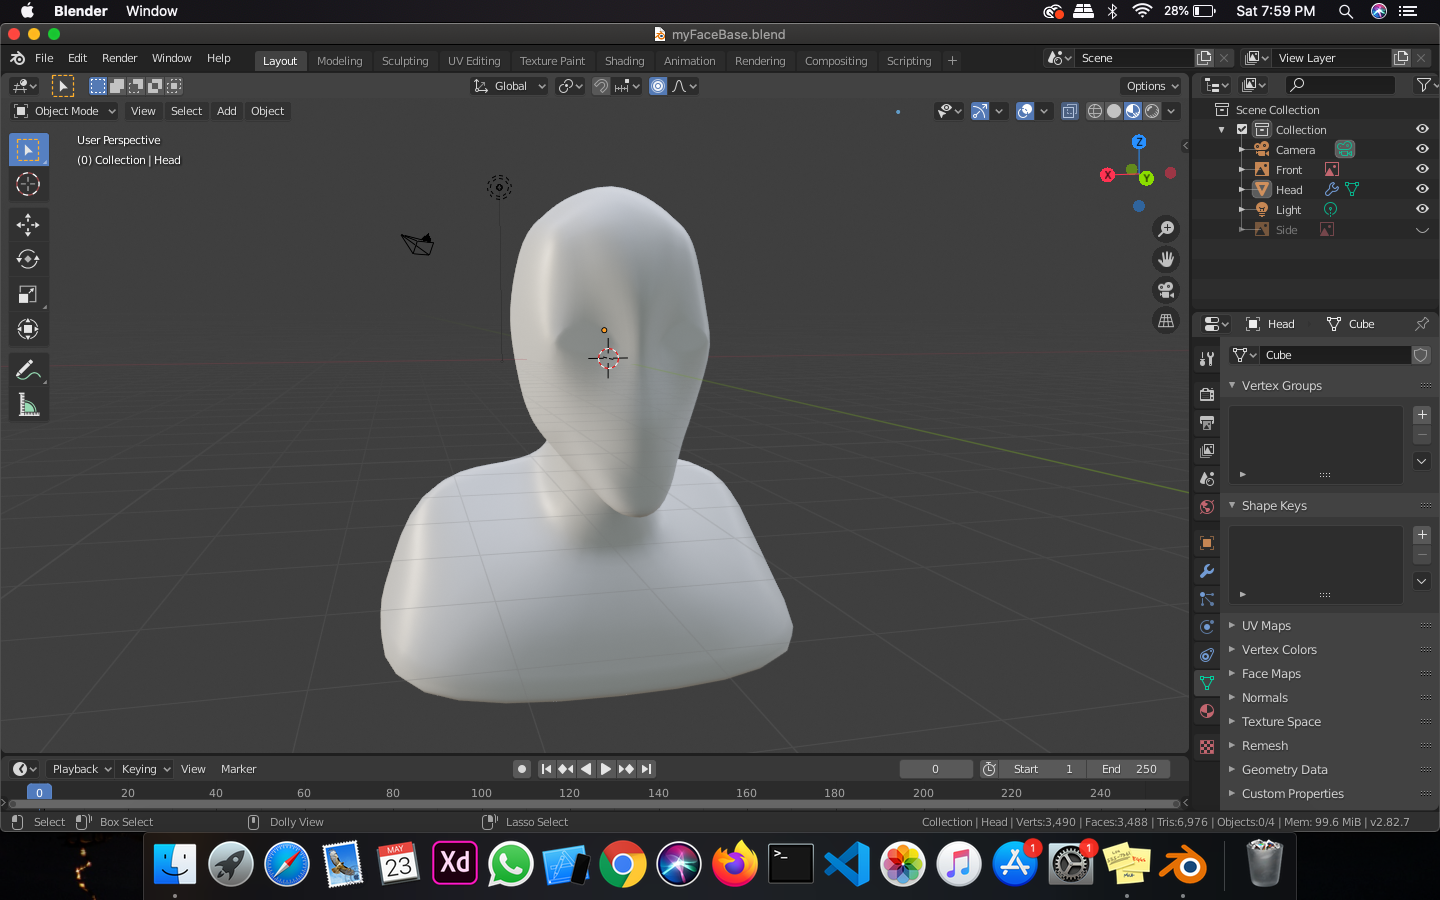 Blender Window 28% Sat 7:59 PM
myFaceBase.blend
File Edit Render Window Help Layout Modeling Sculpting UV Editing Texture Paint Shading Animation Rendering Compositing Scripting + Scene View Layer
Global Options
Object Mode View Select Add Object
User Perspective
(0) Collection | Head
Z
X
Y
Scene Collection
Collection
Camera
Front
Head
Light
Side
Head Cube
Cube
Vertex Groups
Shape Keys
UV Maps
Vertex Colors
Face Maps
Normals
Texture Space
Remesh
Geometry Data
Custom Properties
Playback Keying View Marker 0 Start 1 End 250
0 20 40 60 80 100 120 140 160 180 200 220 240
Select Box Select Dolly View Lasso Select Collection | Head | Verts:3,490 | Faces:3,488 | Tris:6,976 | Objects:0/4 | Mem: 99.6 MiB | v2.82.7
MAY
23
Xd
>_
1
1